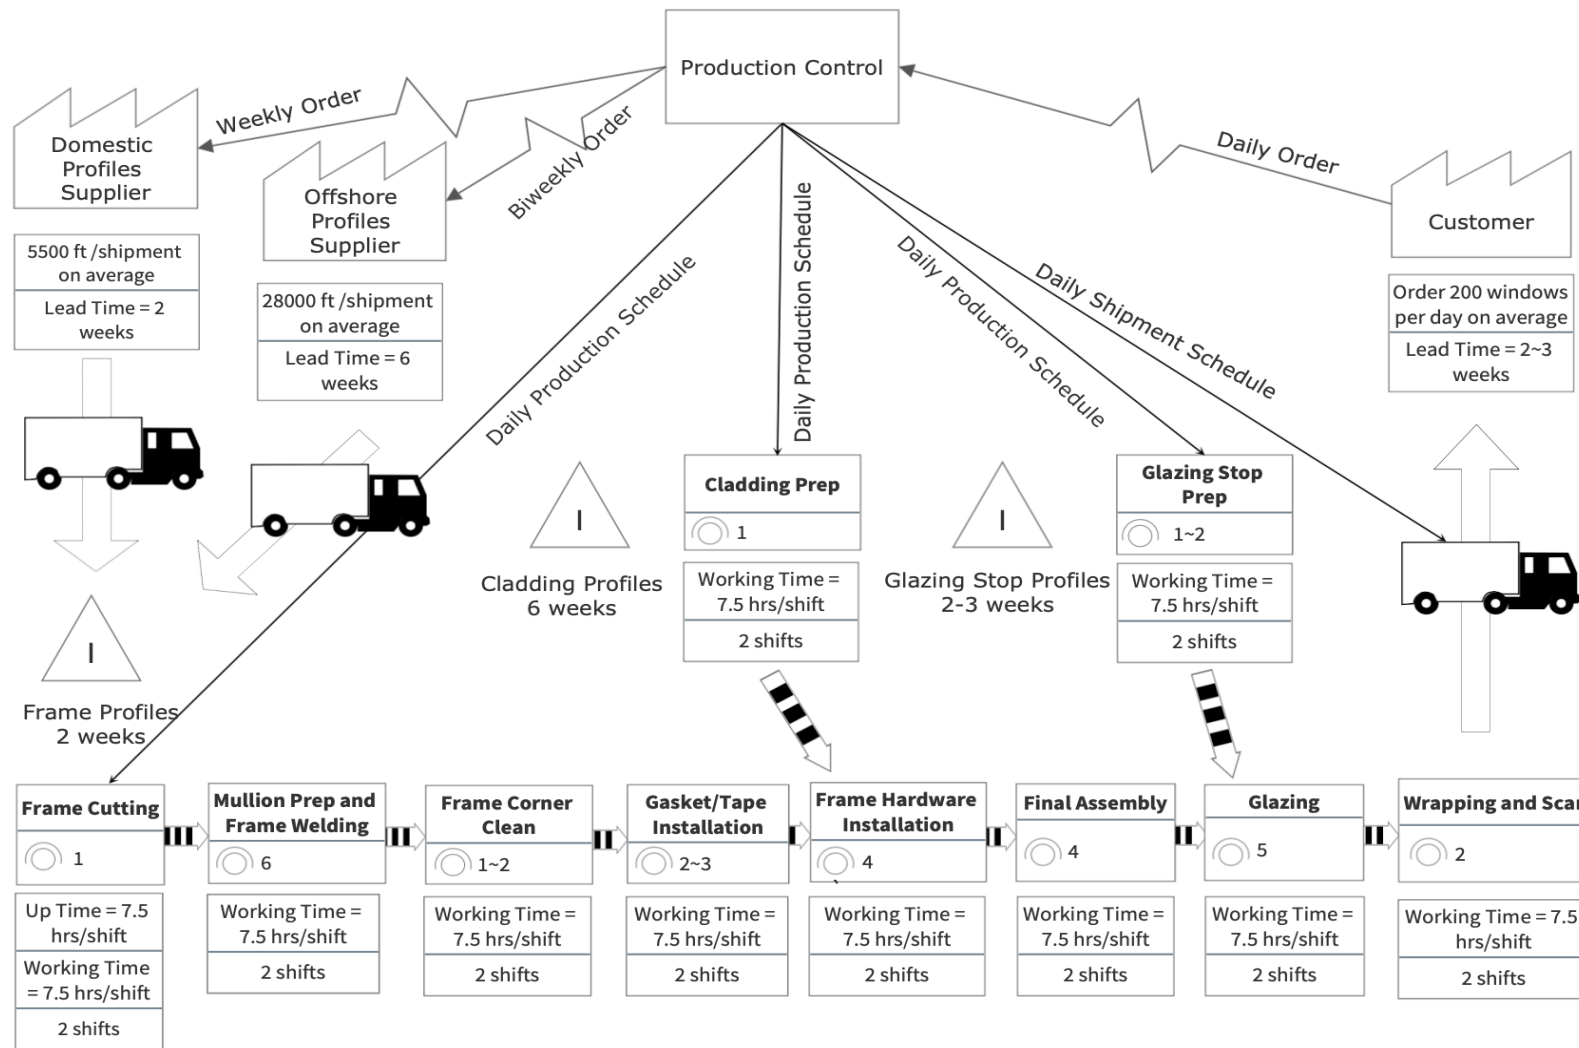 Production Control
Weekly Order
Biweekly Order
Daily Order
Domestic
Profiles
Supplier
5500 ft /shipment
on average
Lead Time = 2
weeks
Offshore
Profiles
Supplier
28000 ft /shipment
on average
Lead Time = 6
weeks
Customer
Order 200 windows
per day on average
Lead Time = 2~3
weeks
Daily Production Schedule
Daily Production Schedule
Daily Production Schedule
Daily Shipment Schedule
I
Frame Profiles
2 weeks
I
Cladding Profiles
6 weeks
Cladding Prep
1
Working Time =
7.5 hrs/shift
2 shifts
I
Glazing Stop Profiles
2-3 weeks
Glazing Stop
Prep
1~2
Working Time =
7.5 hrs/shift
2 shifts
Frame Cutting
1
Up Time = 7.5
hrs/shift
Working Time
= 7.5 hrs/shift
2 shifts
Mullion Prep and
Frame Welding
6
Working Time =
7.5 hrs/shift
2 shifts
Frame Corner
Clean
1~2
Working Time =
7.5 hrs/shift
2 shifts
Gasket/Tape
Installation
2~3
Working Time =
7.5 hrs/shift
2 shifts
Frame Hardware
Installation
4
Working Time =
7.5 hrs/shift
2 shifts
Final Assembly
4
Working Time =
7.5 hrs/shift
2 shifts
Glazing
5
Working Time =
7.5 hrs/shift
2 shifts
Wrapping and Scan
2
Working Time = 7.5
hrs/shift
2 shifts